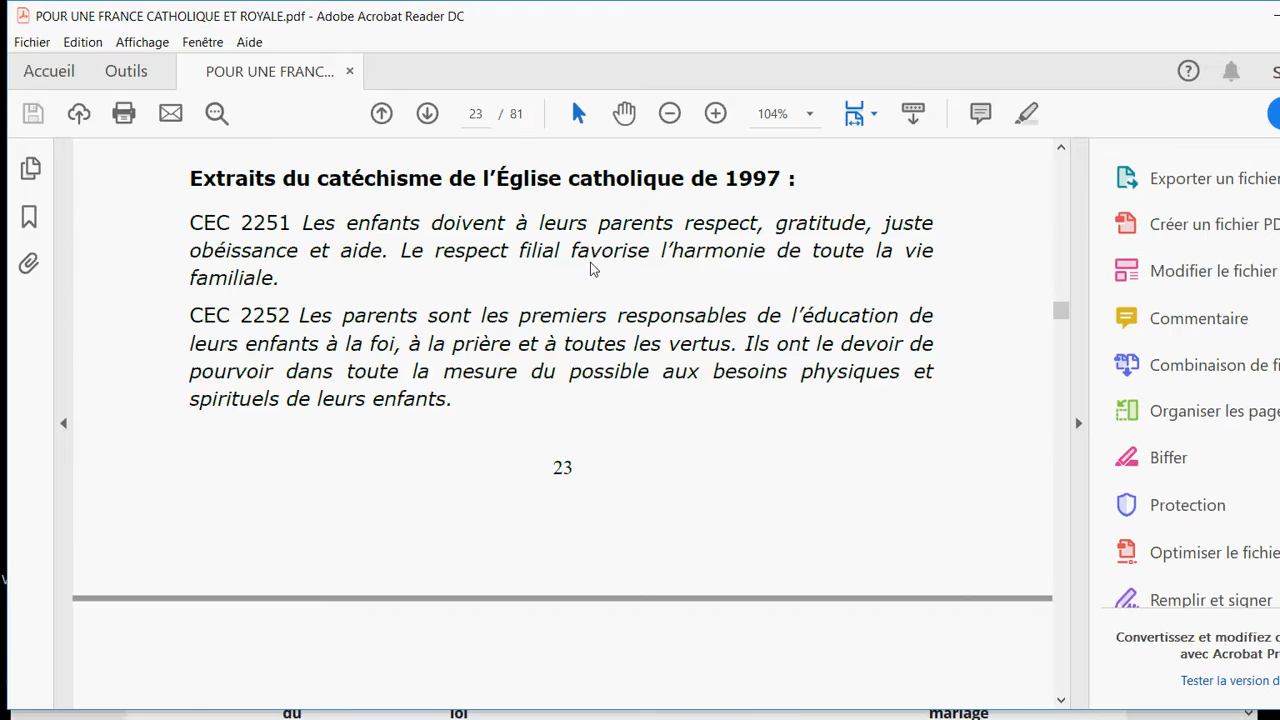 POUR UNE FRANCE CATHOLIQUE ET ROYALE.pdf - Adobe Acrobat Reader DC
Fichier Edition Affichage Fenêtre Aide
Accueil Outils POUR UNE FRANC... ×
23 / 81 104%
Extraits du catéchisme de l'Église catholique de 1997 :
CEC 2251 Les enfants doivent à leurs parents respect, gratitude, juste
obéissance et aide. Le respect filial favorise l'harmonie de toute la vie
familiale.
CEC 2252 Les parents sont les premiers responsables de l'éducation de
leurs enfants à la foi, à la prière et à toutes les vertus. Ils ont le devoir de
pourvoir dans toute la mesure du possible aux besoins physiques et
spirituels de leurs enfants.
23
Exporter un fichier
Créer un fichier PD
Modifier le fichier
Commentaire
Combinaison de fi
Organiser les page
Biffer
Protection
Optimiser le fichie
Remplir et signer
Convertissez et modifiez d
avec Acrobat Pr
Tester la version d
du loi mariage